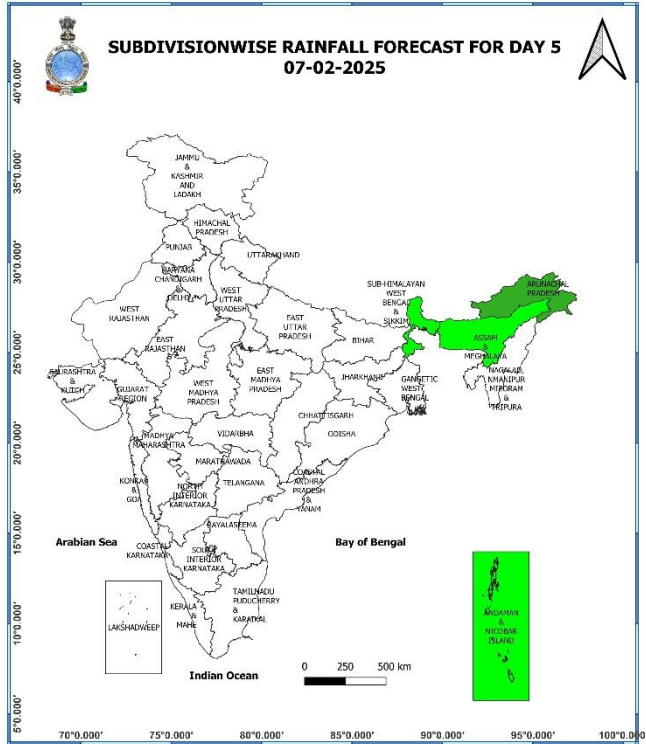 SUBDIVISIONWISE RAINFALL FORECAST FOR DAY 5
07-02-2025
40°0.000'
35°0.000'
30°0.000'
25°0.000'
20°0.000'
15°0.000'
10°0.000'
5°0.000'
JAMMU
&
KASHMIR
AND
LADAKH
HIMACHAL
PRADESH
PUNJAB
UTTARAKHAND
HARYANA
CHANDIGARH
&
DELHI
WEST
UTTAR
PRADESH
WEST
RAJASTHAN
EAST
RAJASTHAN
EAST
UTTAR
PRADESH
SUB-HIMALAYAN
WEST
BENGAL
&
SIKKIM
ARUNACHAL
PRADESH
BIHAR
ASSAM
MEGHALAYA
NAGALAD,
NMANIPUR
MIZORAM
&
TRIPURA
SAURASHTRA
&
KUTCH
GUJARAT
REGION
WEST
MADHYA
PRADESH
EAST
MADHYA
PRADESH
JHARKHAND
GANGETIC
WEST
BENGAL
CHHATISGARH
ODISHA
MADHYA
MAHARASHTRA
VIDARBHA
MARATHAWADA
TELANGANA
COASTAL
ANDHRA
PRADESH
&
YANAM
KONKAN
&
GOA
NORTH
INTERIOR
KARNATAKA
RAYALASEEMA
COASTAL
KARNATAKA
SOUTH
INTERIOR
KARNATAKA
Arabian Sea
Bay of Bengal
TAMILNADU
PUDUCHERRY
&
KARAIKAL
KERALA
&
MAHE
LAKSHADWEEP
ANDAMAN
&
NICOBAR
ISLAND
Indian Ocean
0 250 500 km
70°0.000' 75°0.000' 80°0.000' 85°0.000' 90°0.000' 95°0.000' 100°0.000'